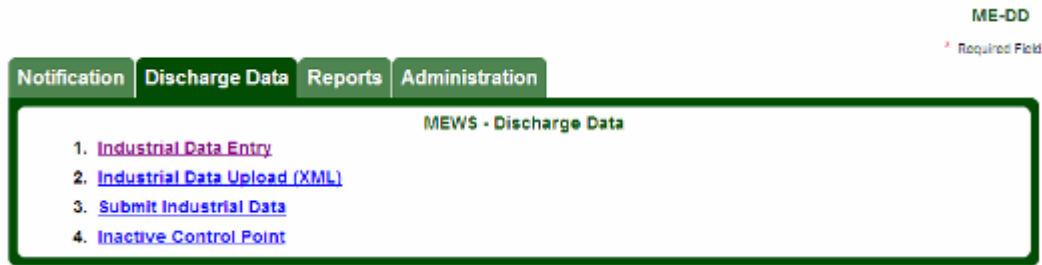 ME-DD
* Required Field
Notification Discharge Data Reports Administration
MEWS - Discharge Data
1. Industrial Data Entry
2. Industrial Data Upload (XML)
3. Submit Industrial Data
4. Inactive Control Point